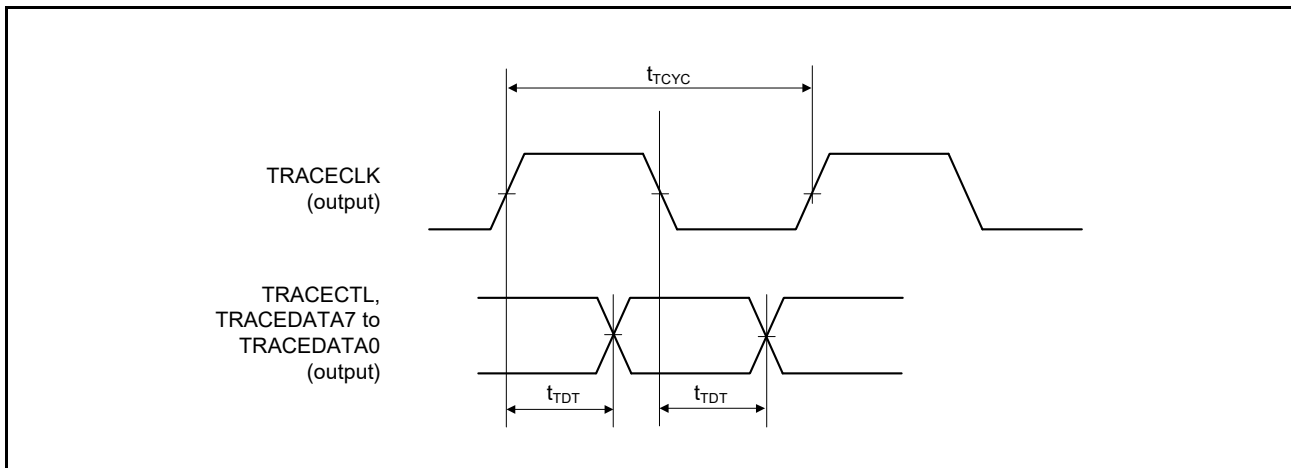 tTCYC
TRACECLK
(output)
TRACECTL,
TRACEDATA7 to
TRACEDATA0
(output)
tTDT
tTDT